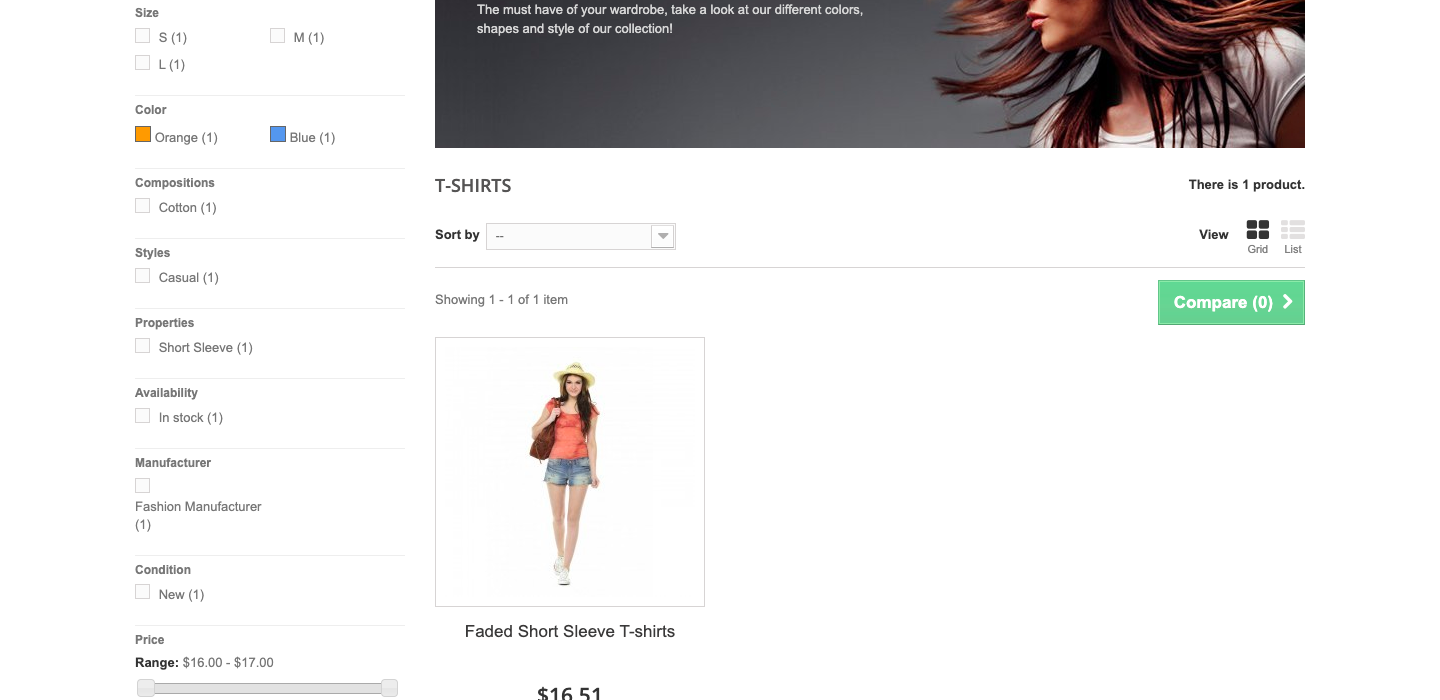 Size
S (1)
M (1)
L (1)
Color
Orange (1)
Blue (1)
Compositions
Cotton (1)
Styles
Casual (1)
Properties
Short Sleeve (1)
Availability
In stock (1)
Manufacturer
Fashion Manufacturer
(1)
Condition
New (1)
Price
Range: $16.00 - $17.00
The must have of your wardrobe, take a look at our different colors,
shapes and style of our collection!
T-SHIRTS
There is 1 product.
Sort by
--
View
Grid
List
Showing 1 - 1 of 1 item
Compare (0)
Faded Short Sleeve T-shirts
$16.51